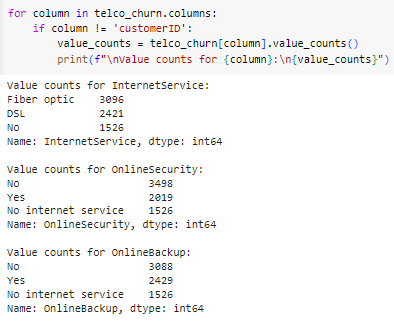 for column in telco_churn.columns:
    if column != 'customerID':
        value_counts = telco_churn[column].value_counts()
        print(f"\nValue counts for {column}:\n{value_counts}")
Value counts for InternetService:
Fiber optic    3096
DSL            2421
No             1526
Name: InternetService, dtype: int64

Value counts for OnlineSecurity:
No                     3498
Yes                    2019
No internet service    1526
Name: OnlineSecurity, dtype: int64

Value counts for OnlineBackup:
No                     3088
Yes                    2429
No internet service    1526
Name: OnlineBackup, dtype: int64